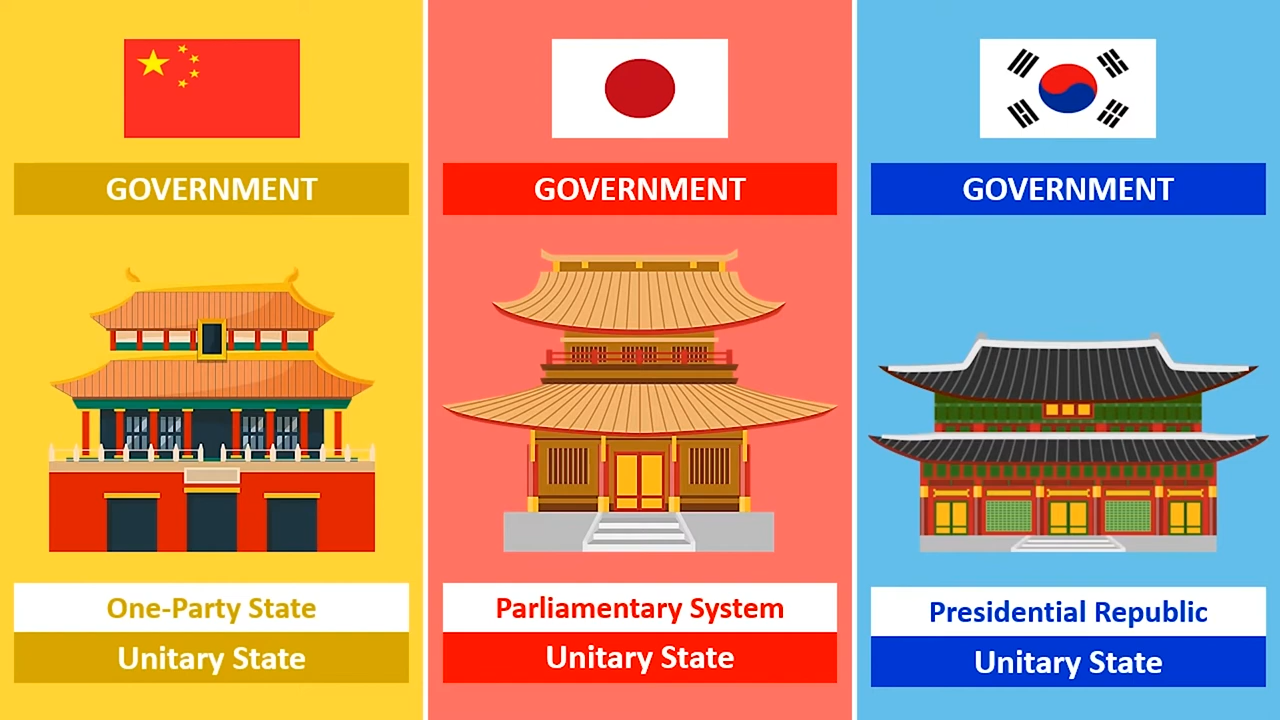 GOVERNMENT
One-Party State
Unitary State
GOVERNMENT
Parliamentary System
Unitary State
GOVERNMENT
Presidential Republic
Unitary State